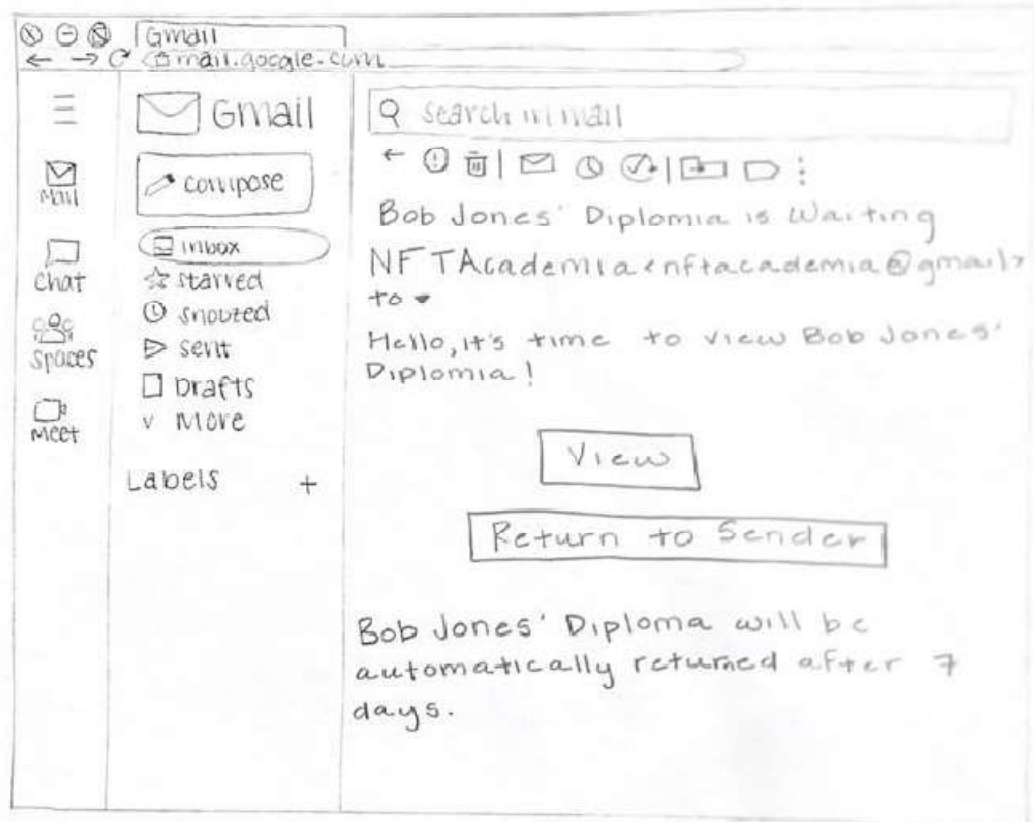 Gmail
mail.google.com
Mail
Chat
Spaces
Meet
Gmail
compose
inbox
starred
snoozed
sent
Drafts
v More
Labels +
search in mail
Bob Jones' Diplomia is Waiting
NFTAcademia<nftacademia@gmail>
to
Hello, it's time to view Bob Jones'
Diplomia!
View
Return to Sender
Bob Jones' Diploma will be
automatically returned after 7
days.